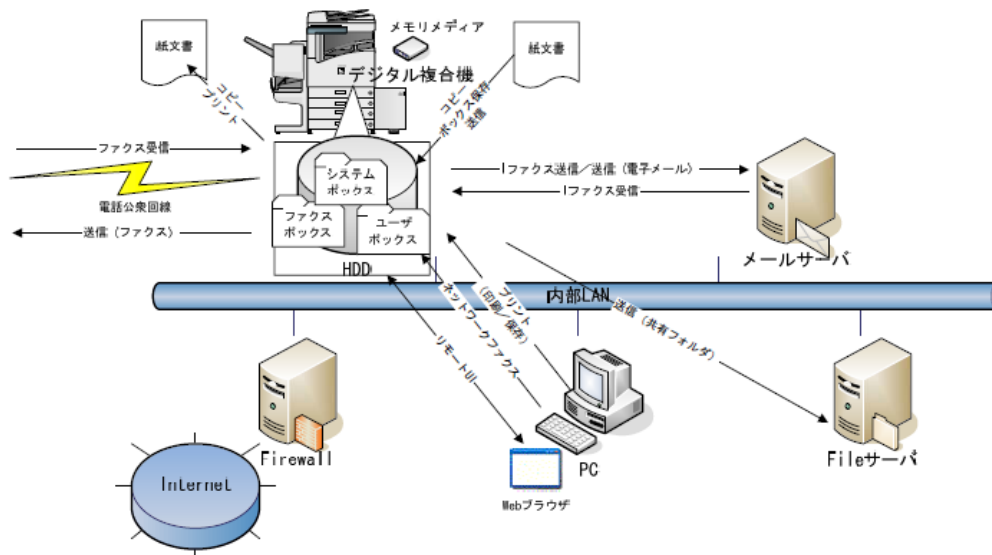 メモリメディア
紙文書
紙文書
デジタル複合機
コピー
プリント
コピー
ボックス保存
送信
ファクス受信
システム
ボックス
Iファクス送信/送信(電子メール)
Iファクス受信
電話公衆回線
ファクス
ボックス
ユーザ
ボックス
送信(ファクス)
HDD
メールサーバ
内部LAN
プリント
(印刷/保存)
ネットワークファクス
リモートUI
送信(共有フォルダ)
Firewall
PC
Fileサーバ
Internet
Webブラウザ